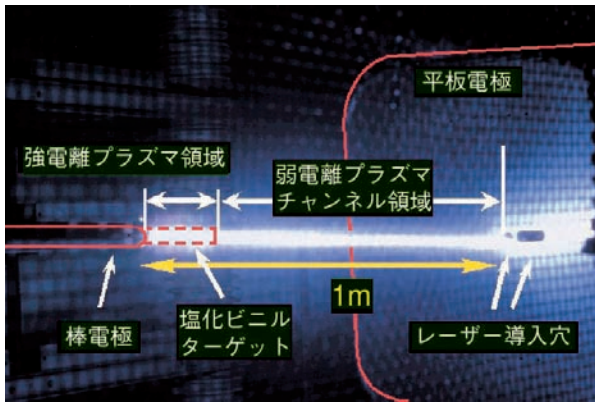 平板電極
強電離プラズマ領域
弱電離プラズマ
チャンネル領域
1m
棒電極
塩化ビニル
ターゲット
レーザー導入穴